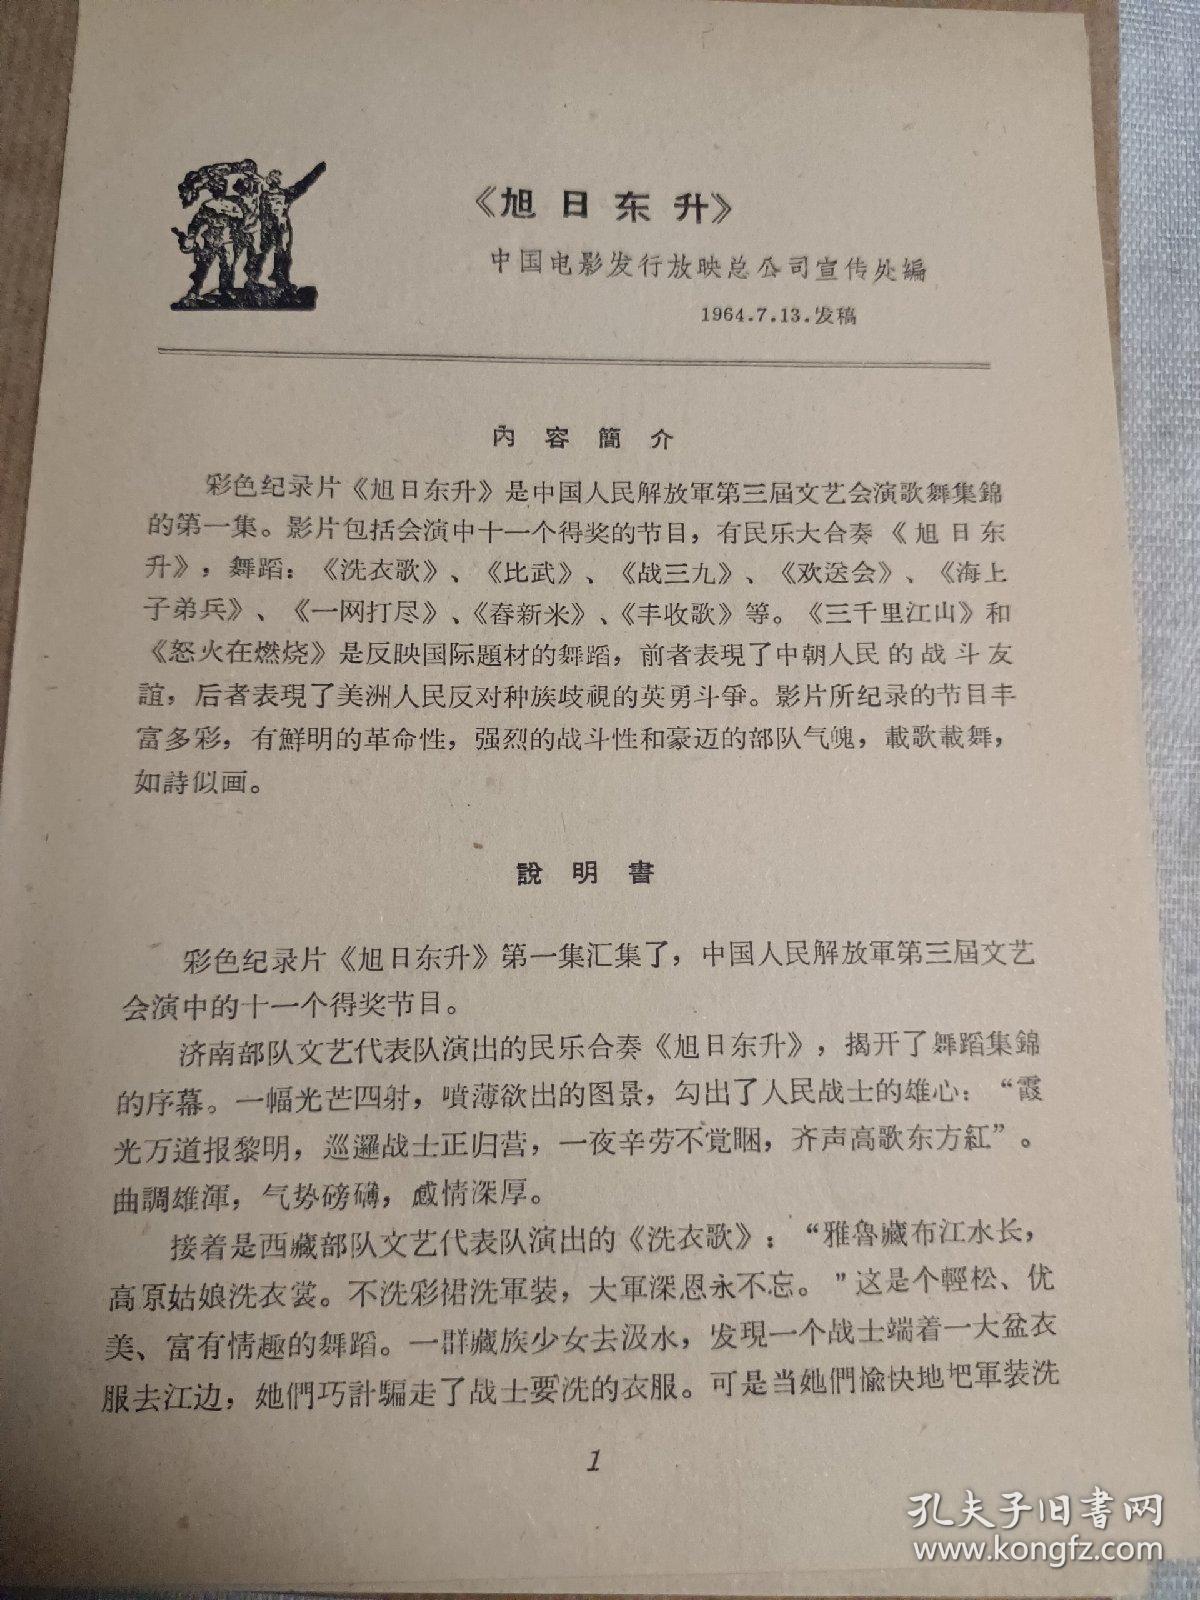 《旭日东升》
中国电影发行放映总公司宣传处編
1964.7.13.发稿
內容簡介
彩色纪录片《旭日东升》是中国人民解放軍第三届文艺会演歌舞集錦
的第一集。影片包括会演中十一个得奖的节目，有民乐大合奏《旭日东
升》，舞蹈：《洗衣歌》、《比武》、《战三九》、《欢送会》、《海上
子弟兵》、《一网打尽》、《舂新米》、《丰收歌》等。《三千里江山》和
《怒火在燃烧》是反映国际題材的舞蹈，前者表現了中朝人民的战斗友
誼，后者表現了美洲人民反对种族歧視的英勇斗爭。影片所纪录的节目丰
富多彩，有鮮明的革命性，强烈的战斗性和豪迈的部队气魄，載歌載舞，
如詩似画。
說明書
彩色纪录片《旭日东升》第一集汇集了，中国人民解放軍第三届文艺
会演中的十一个得奖节目。
济南部队文艺代表队演出的民乐合奏《旭日东升》，揭开了舞蹈集錦
的序幕。一幅光芒四射，噴薄欲出的图景，勾出了人民战士的雄心：“霞
光万道报黎明，巡邏战士正归营，一夜辛劳不覚睏，齐声高歌东方紅”。
曲調雄渾，气势磅礴，感情深厚。
接着是西藏部队文艺代表队演出的《洗衣歌》：“雅魯藏布江水长，
高原姑娘洗衣裳。不洗彩裙洗軍装，大軍深恩永不忘。”这是个輕松、优
美、富有情趣的舞蹈。一群藏族少女去汲水，发現一个战士端着一大盆衣
服去江边，她們巧計騙走了战士要洗的衣服。可是当她們愉快地把軍装洗
1
孔夫子旧书网
www.kongfz.com